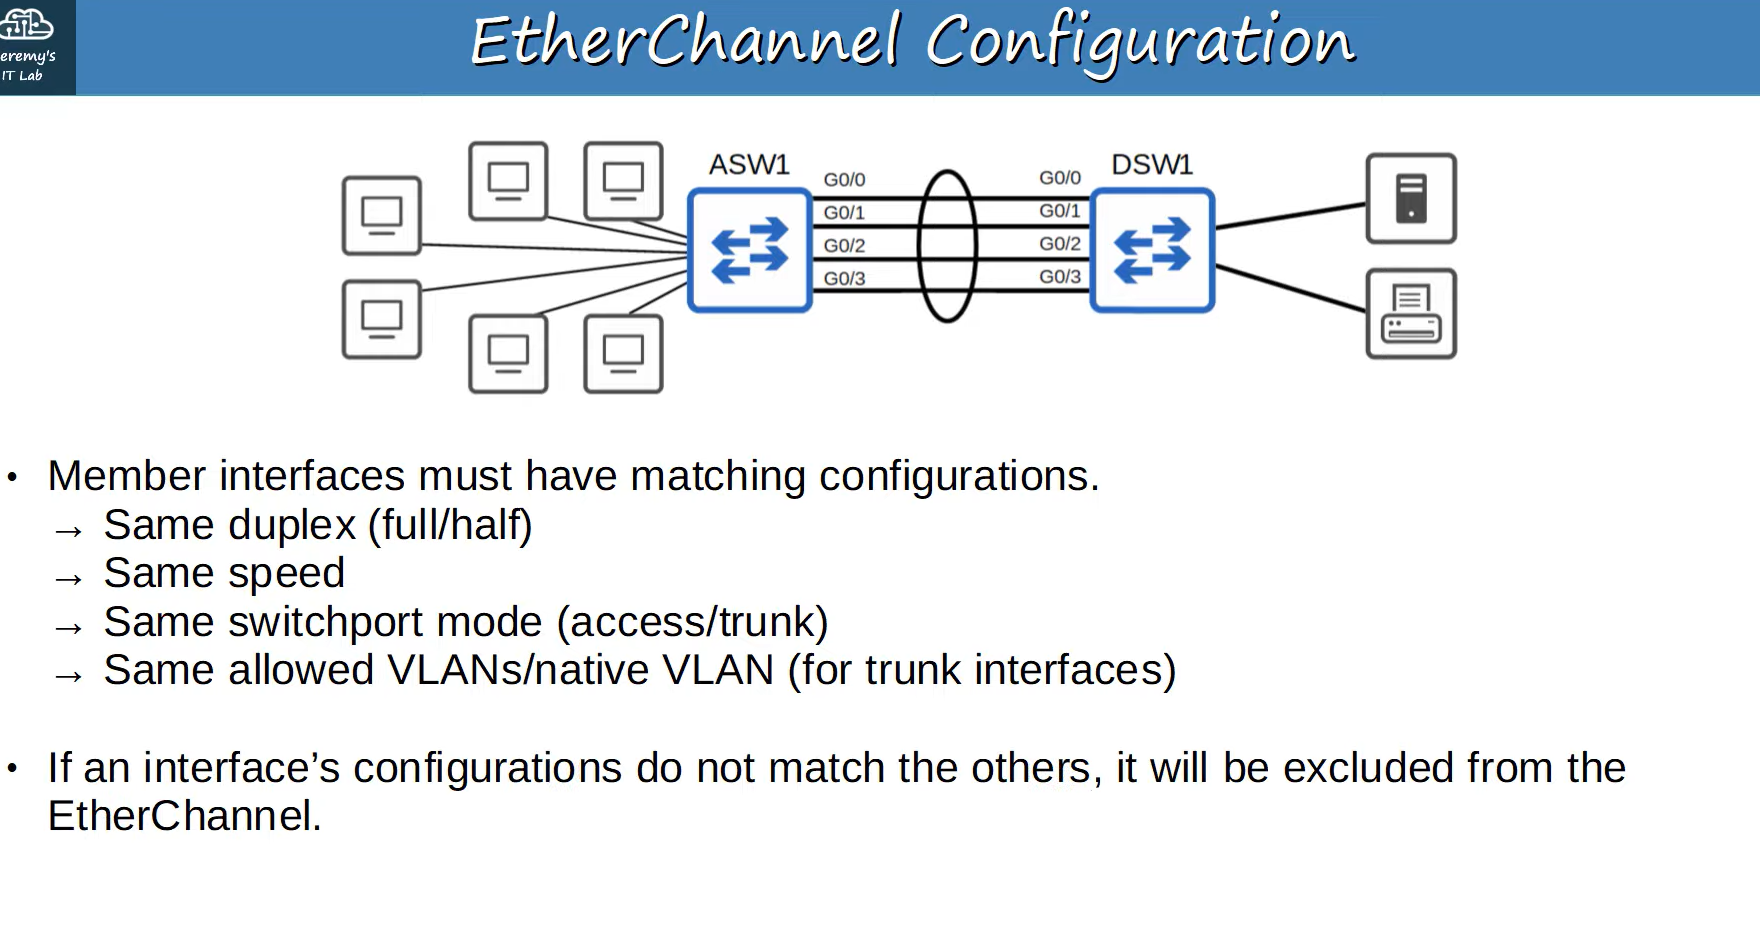 EtherChannel Configuration
eremy's
IT Lab
ASW1
DSW1
G0/0
G0/1
G0/2
G0/3
G0/0
G0/1
G0/2
G0/3
• Member interfaces must have matching configurations.
→ Same duplex (full/half)
→ Same speed
→ Same switchport mode (access/trunk)
→ Same allowed VLANs/native VLAN (for trunk interfaces)
• If an interface’s configurations do not match the others, it will be excluded from the
EtherChannel.